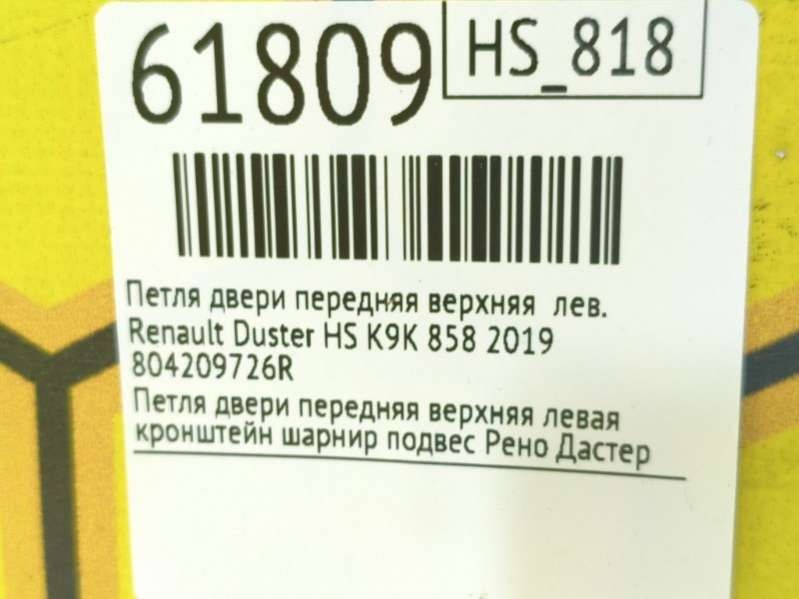 61809
HS_818
Петля двери передняя верхняя лев.
Renault Duster HS K9K 858 2019
804209726R
Петля двери передняя верхняя левая
кронштейн шарнир подвес Рено Дастер